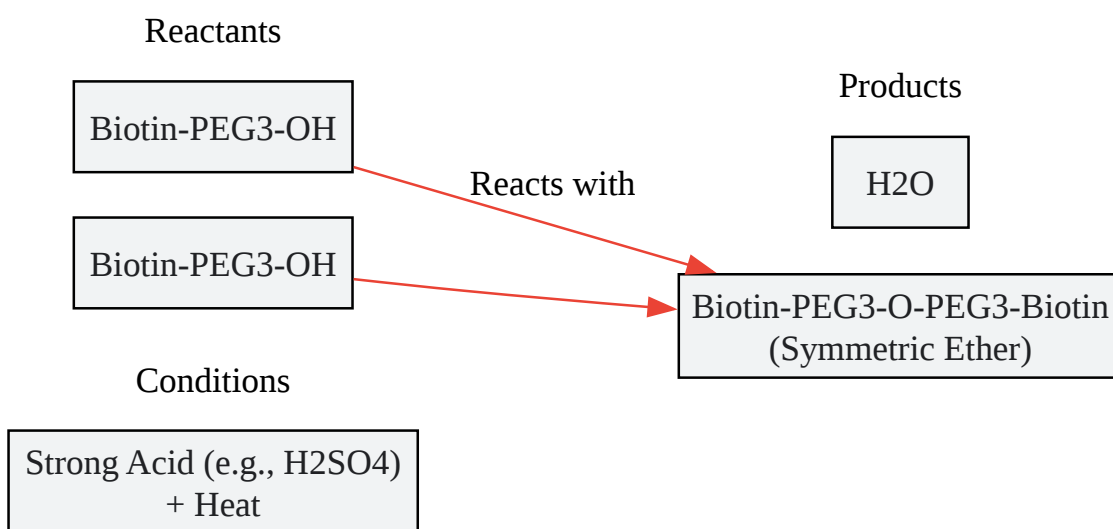 Reactants
Biotin-PEG3-OH
Biotin-PEG3-OH
Reacts with
Products
H2O
Biotin-PEG3-O-PEG3-Biotin
(Symmetric Ether)
Conditions
Strong Acid (e.g., H2SO4)
+ Heat